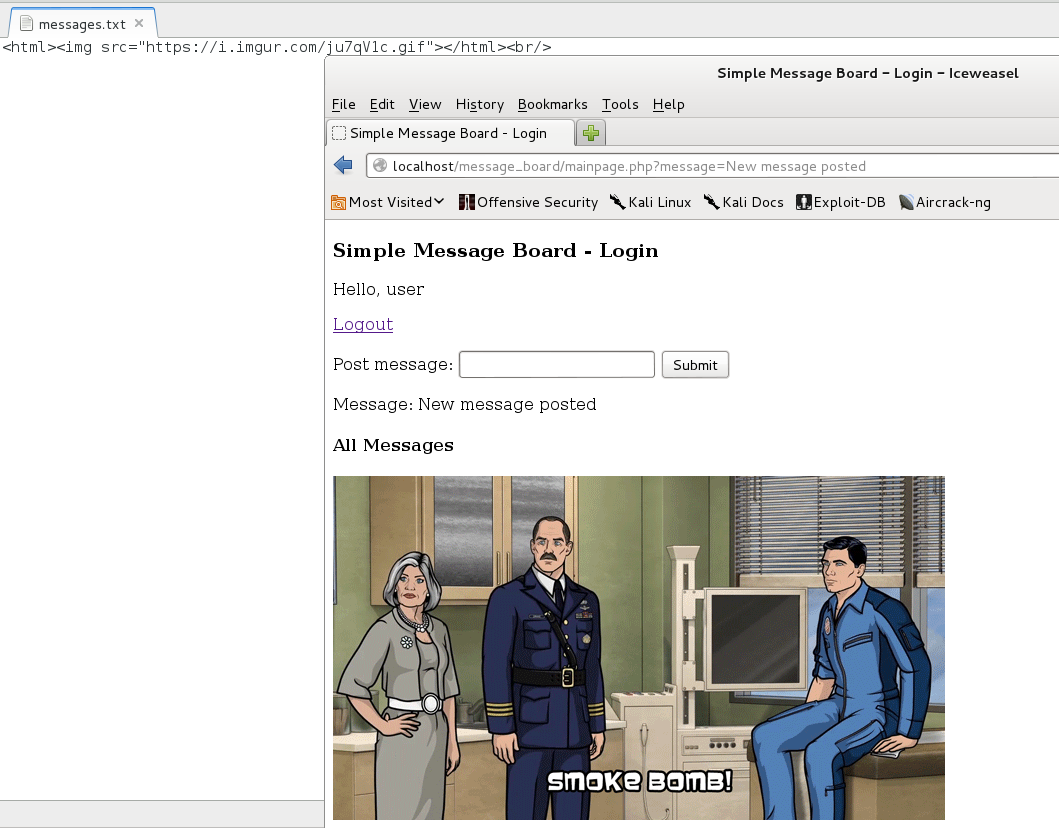 messages.txt
<html><img src="https://i.imgur.com/ju7qV1c.gif"></html><br/>
Simple Message Board - Login - Iceweasel
File Edit View History Bookmarks Tools Help
Simple Message Board - Login
localhost/message_board/mainpage.php?message=New message posted
Most Visited Offensive Security Kali Linux Kali Docs Exploit-DB Aircrack-ng
Simple Message Board - Login
Hello, user
Logout
Post message: Submit
Message: New message posted
All Messages
SMOKE BOMB!